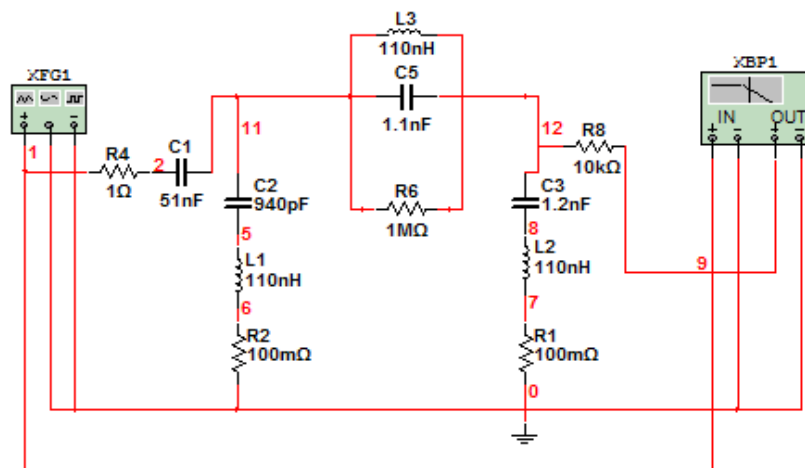 L3
110nH
XFG1
XBP1
C5
IN OUT
1.1nF
11
12
R8
1
R4
2
C1
10kΩ
1Ω
51nF
C2
940pF
R6
1MΩ
C3
1.2nF
5
8
L1
110nH
L2
110nH
9
6
7
R2
100mΩ
R1
100mΩ
0